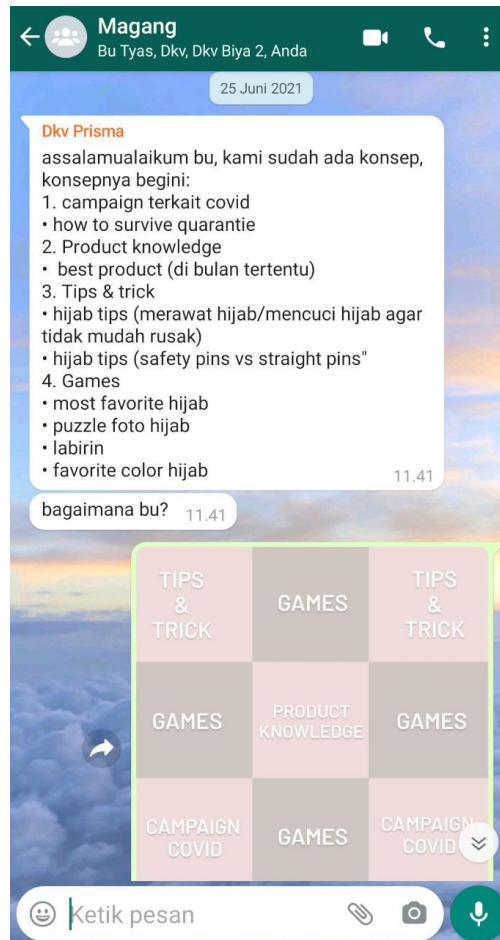 Magang
Bu Tyas, Dkv, Dkv Biya 2, Anda
25 Juni 2021
Dkv Prisma
assalamualaikum bu, kami sudah ada konsep,
konsepnya begini:
1. campaign terkait covid
• how to survive quarantie
2. Product knowledge
• best product (di bulan tertentu)
3. Tips & trick
• hijab tips (merawat hijab/mencuci hijab agar
tidak mudah rusak)
• hijab tips (safety pins vs straight pins"
4. Games
• most favorite hijab
• puzzle foto hijab
• labirin
• favorite color hijab
11.41
bagaimana bu?
11.41
TIPS
&
TRICK
GAMES
TIPS
&
TRICK
GAMES
PRODUCT
KNOWLEDGE
GAMES
CAMPAIGN
COVID
GAMES
CAMPAIGN
COVID
Ketik pesan